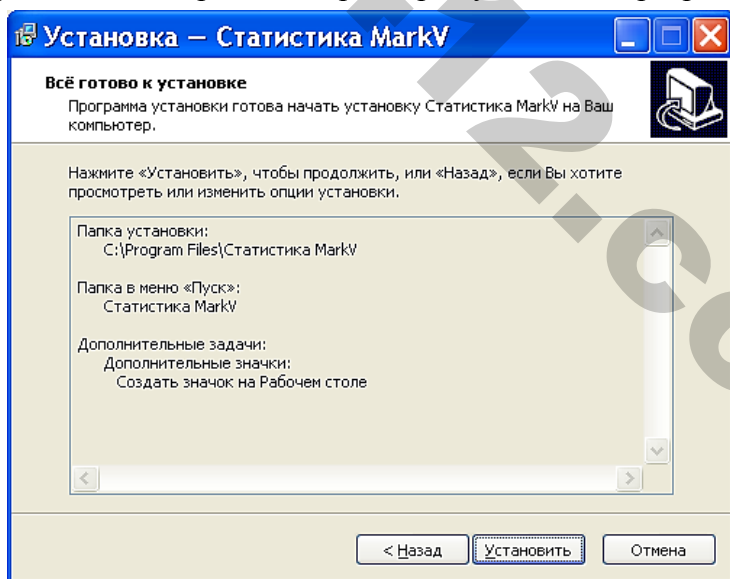 Установка — Статистика MarkV
Всё готово к установке
Программа установки готова начать установку Статистика MarkV на Ваш
компьютер.
Нажмите «Установить», чтобы продолжить, или «Назад», если Вы хотите
просмотреть или изменить опции установки.
Папка установки:
C:\Program Files\Статистика MarkV
Папка в меню «Пуск»:
Статистика MarkV
Дополнительные задачи:
Дополнительные значки:
Создать значок на Рабочем столе
< Назад
Установить
Отмена